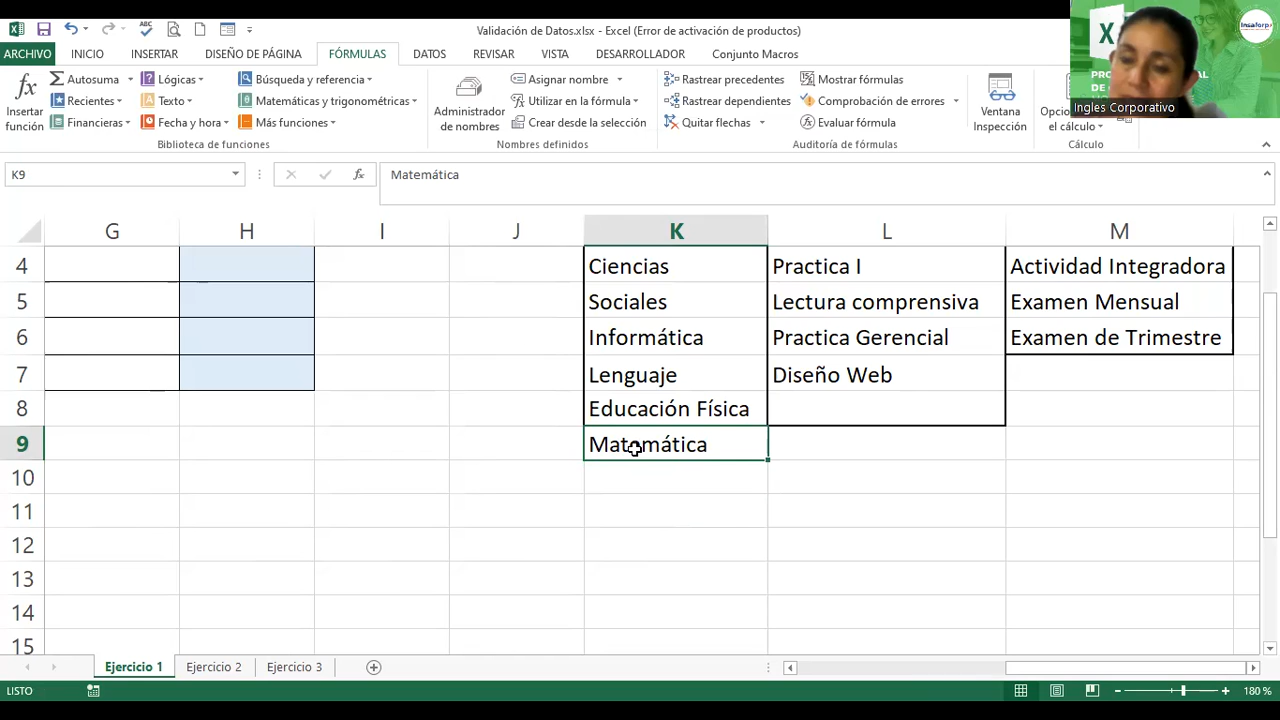 Validación de Datos.xlsx - Excel (Error de activación de productos)
ARCHIVO INICIO INSERTAR DISEÑO DE PÁGINA FÓRMULAS DATOS REVISAR VISTA DESARROLLADOR Conjunto Macros
fx Insertar función
Autosuma
Recientes
Financieras
Lógicas
Texto
Fecha y hora
Búsqueda y referencia
Matemáticas y trigonométricas
Más funciones
Biblioteca de funciones
Administrador de nombres
Asignar nombre
Utilizar en la fórmula
Crear desde la selección
Nombres definidos
Rastrear precedentes
Rastrear dependientes
Quitar flechas
Mostrar fórmulas
Comprobación de errores
Evaluar fórmula
Auditoría de fórmulas
Ventana Inspección
el cálculo
Cálculo
Insaforp
Ingles Corporativo
K9 fx Matemática
G H I J K L M
4 Ciencias Practica I Actividad Integradora
5 Sociales Lectura comprensiva Examen Mensual
6 Informática Practica Gerencial Examen de Trimestre
7 Lenguaje Diseño Web
8 Educación Física
9 Matemática
10
11
12
13
14
15
Ejercicio 1 Ejercicio 2 Ejercicio 3
LISTO 180 %